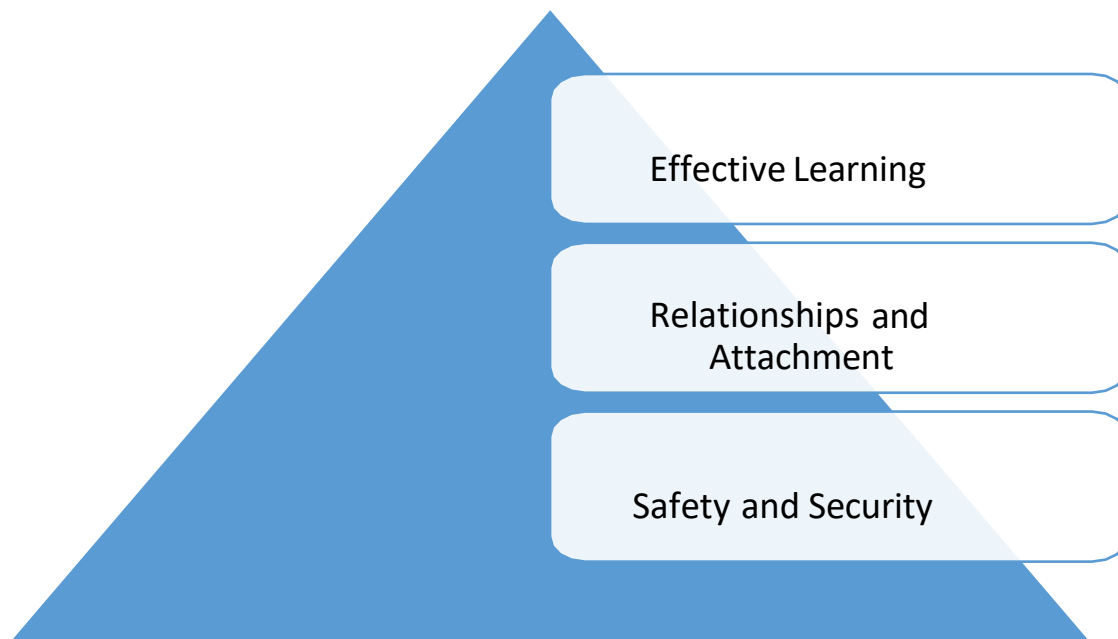 Effective Learning
Relationships and
Attachment
Safety and Security